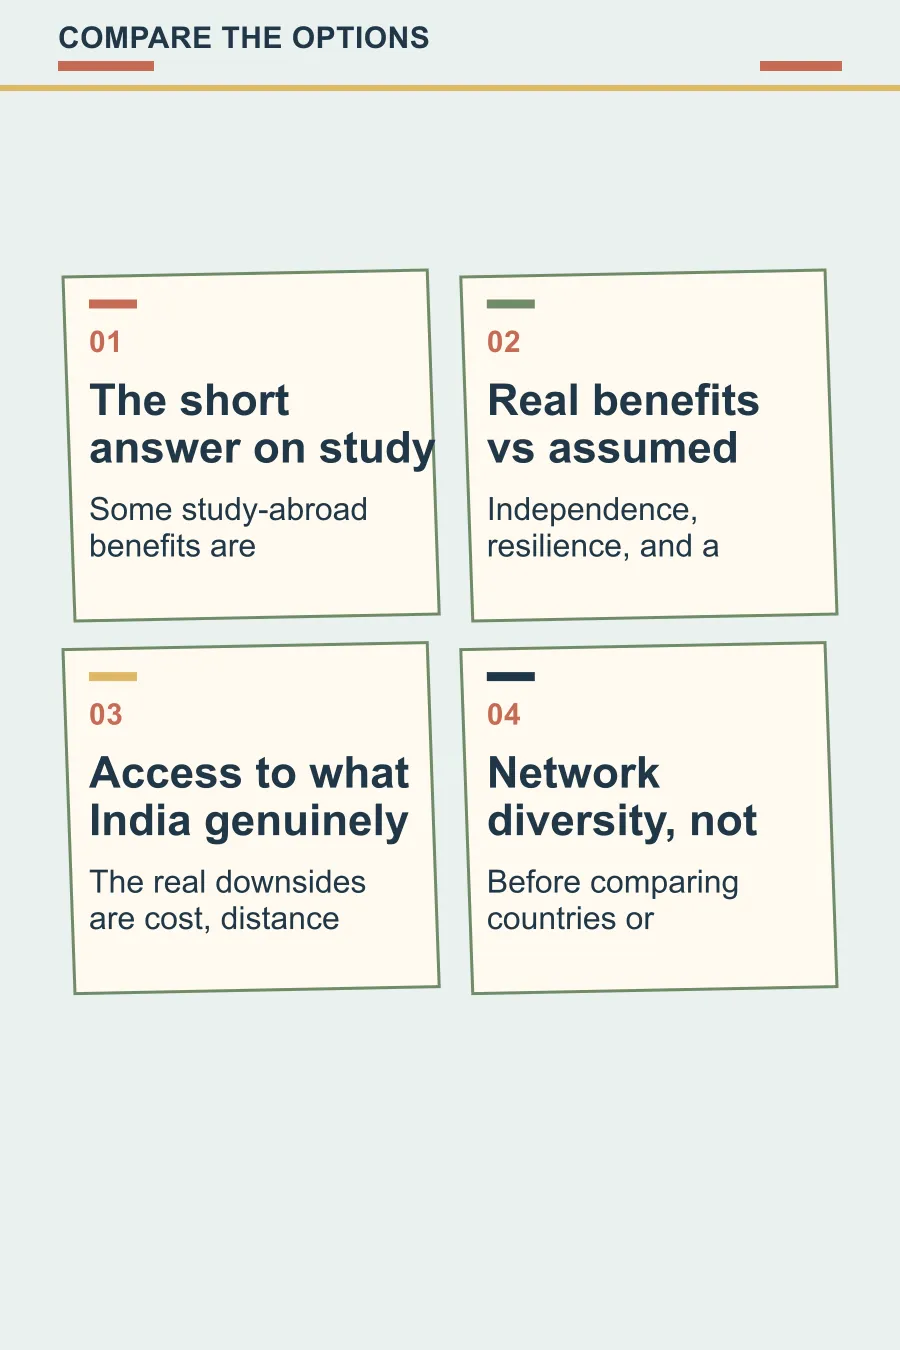 COMPARE THE OPTIONS
01
The short
answer on study
Some study-abroad
benefits are
02
Real benefits
vs assumed
Independence,
resilience, and a
03
Access to what
India genuinely
The real downsides
are cost, distance
04
Network
diversity, not
Before comparing
countries or